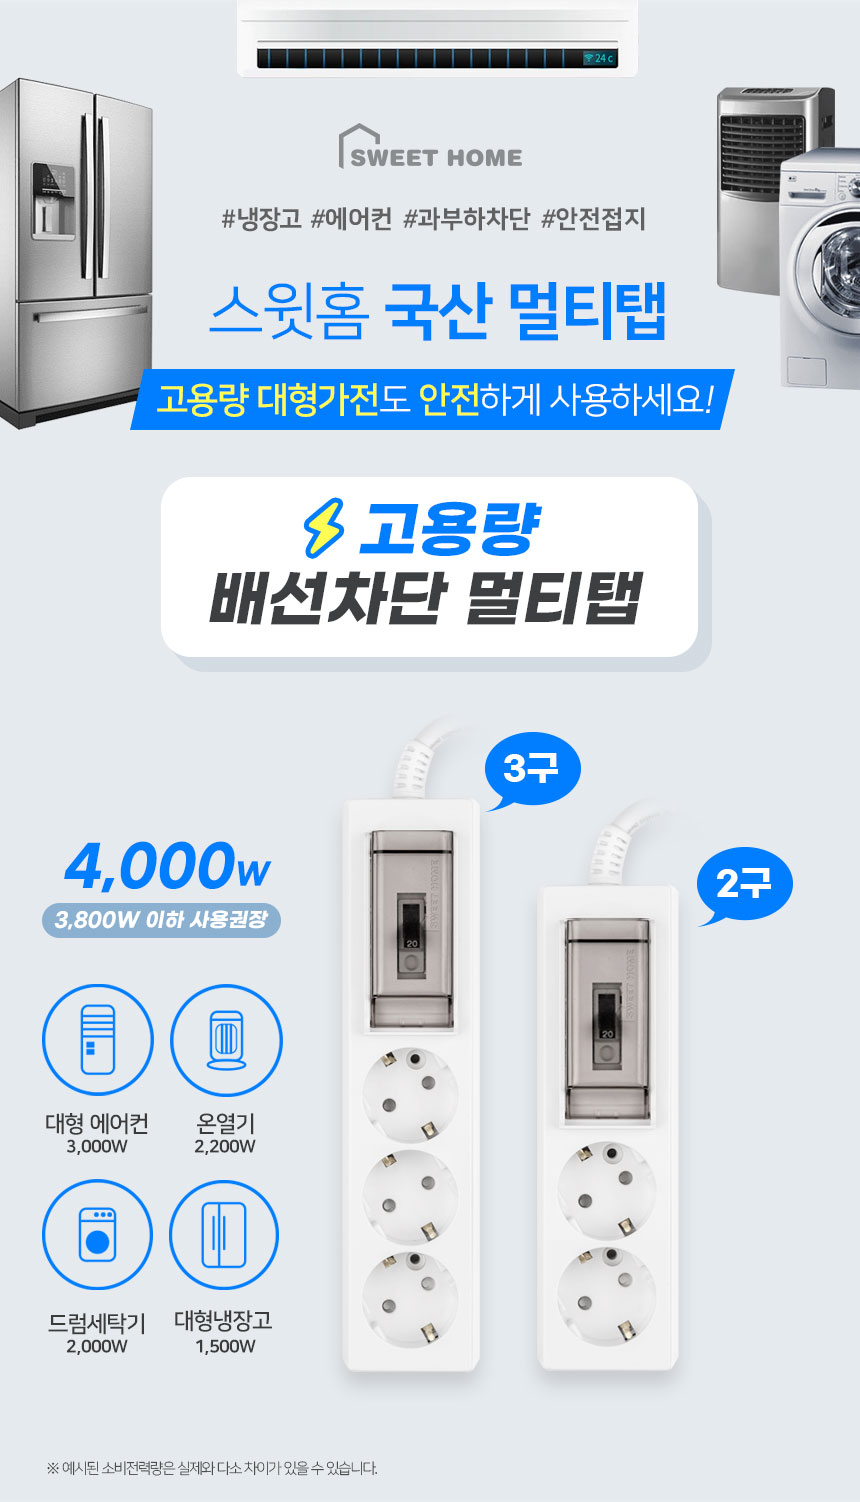 24 c
SWEET HOME
#냉장고 #에어컨 #과부하차단 #안전접지
스윗홈 국산 멀티탭
고용량 대형가전도 안전하게 사용하세요!
고용량
배선차단 멀티탭
3구
2구
4,000W
3,800W 이하 사용권장
SWEET HOME
20
SWEET HOME
20
대형 에어컨
3,000W
온열기
2,200W
드럼세탁기
2,000W
대형냉장고
1,500W
※ 예시된 소비전력량은 실제와 다소 차이가 있을 수 있습니다.